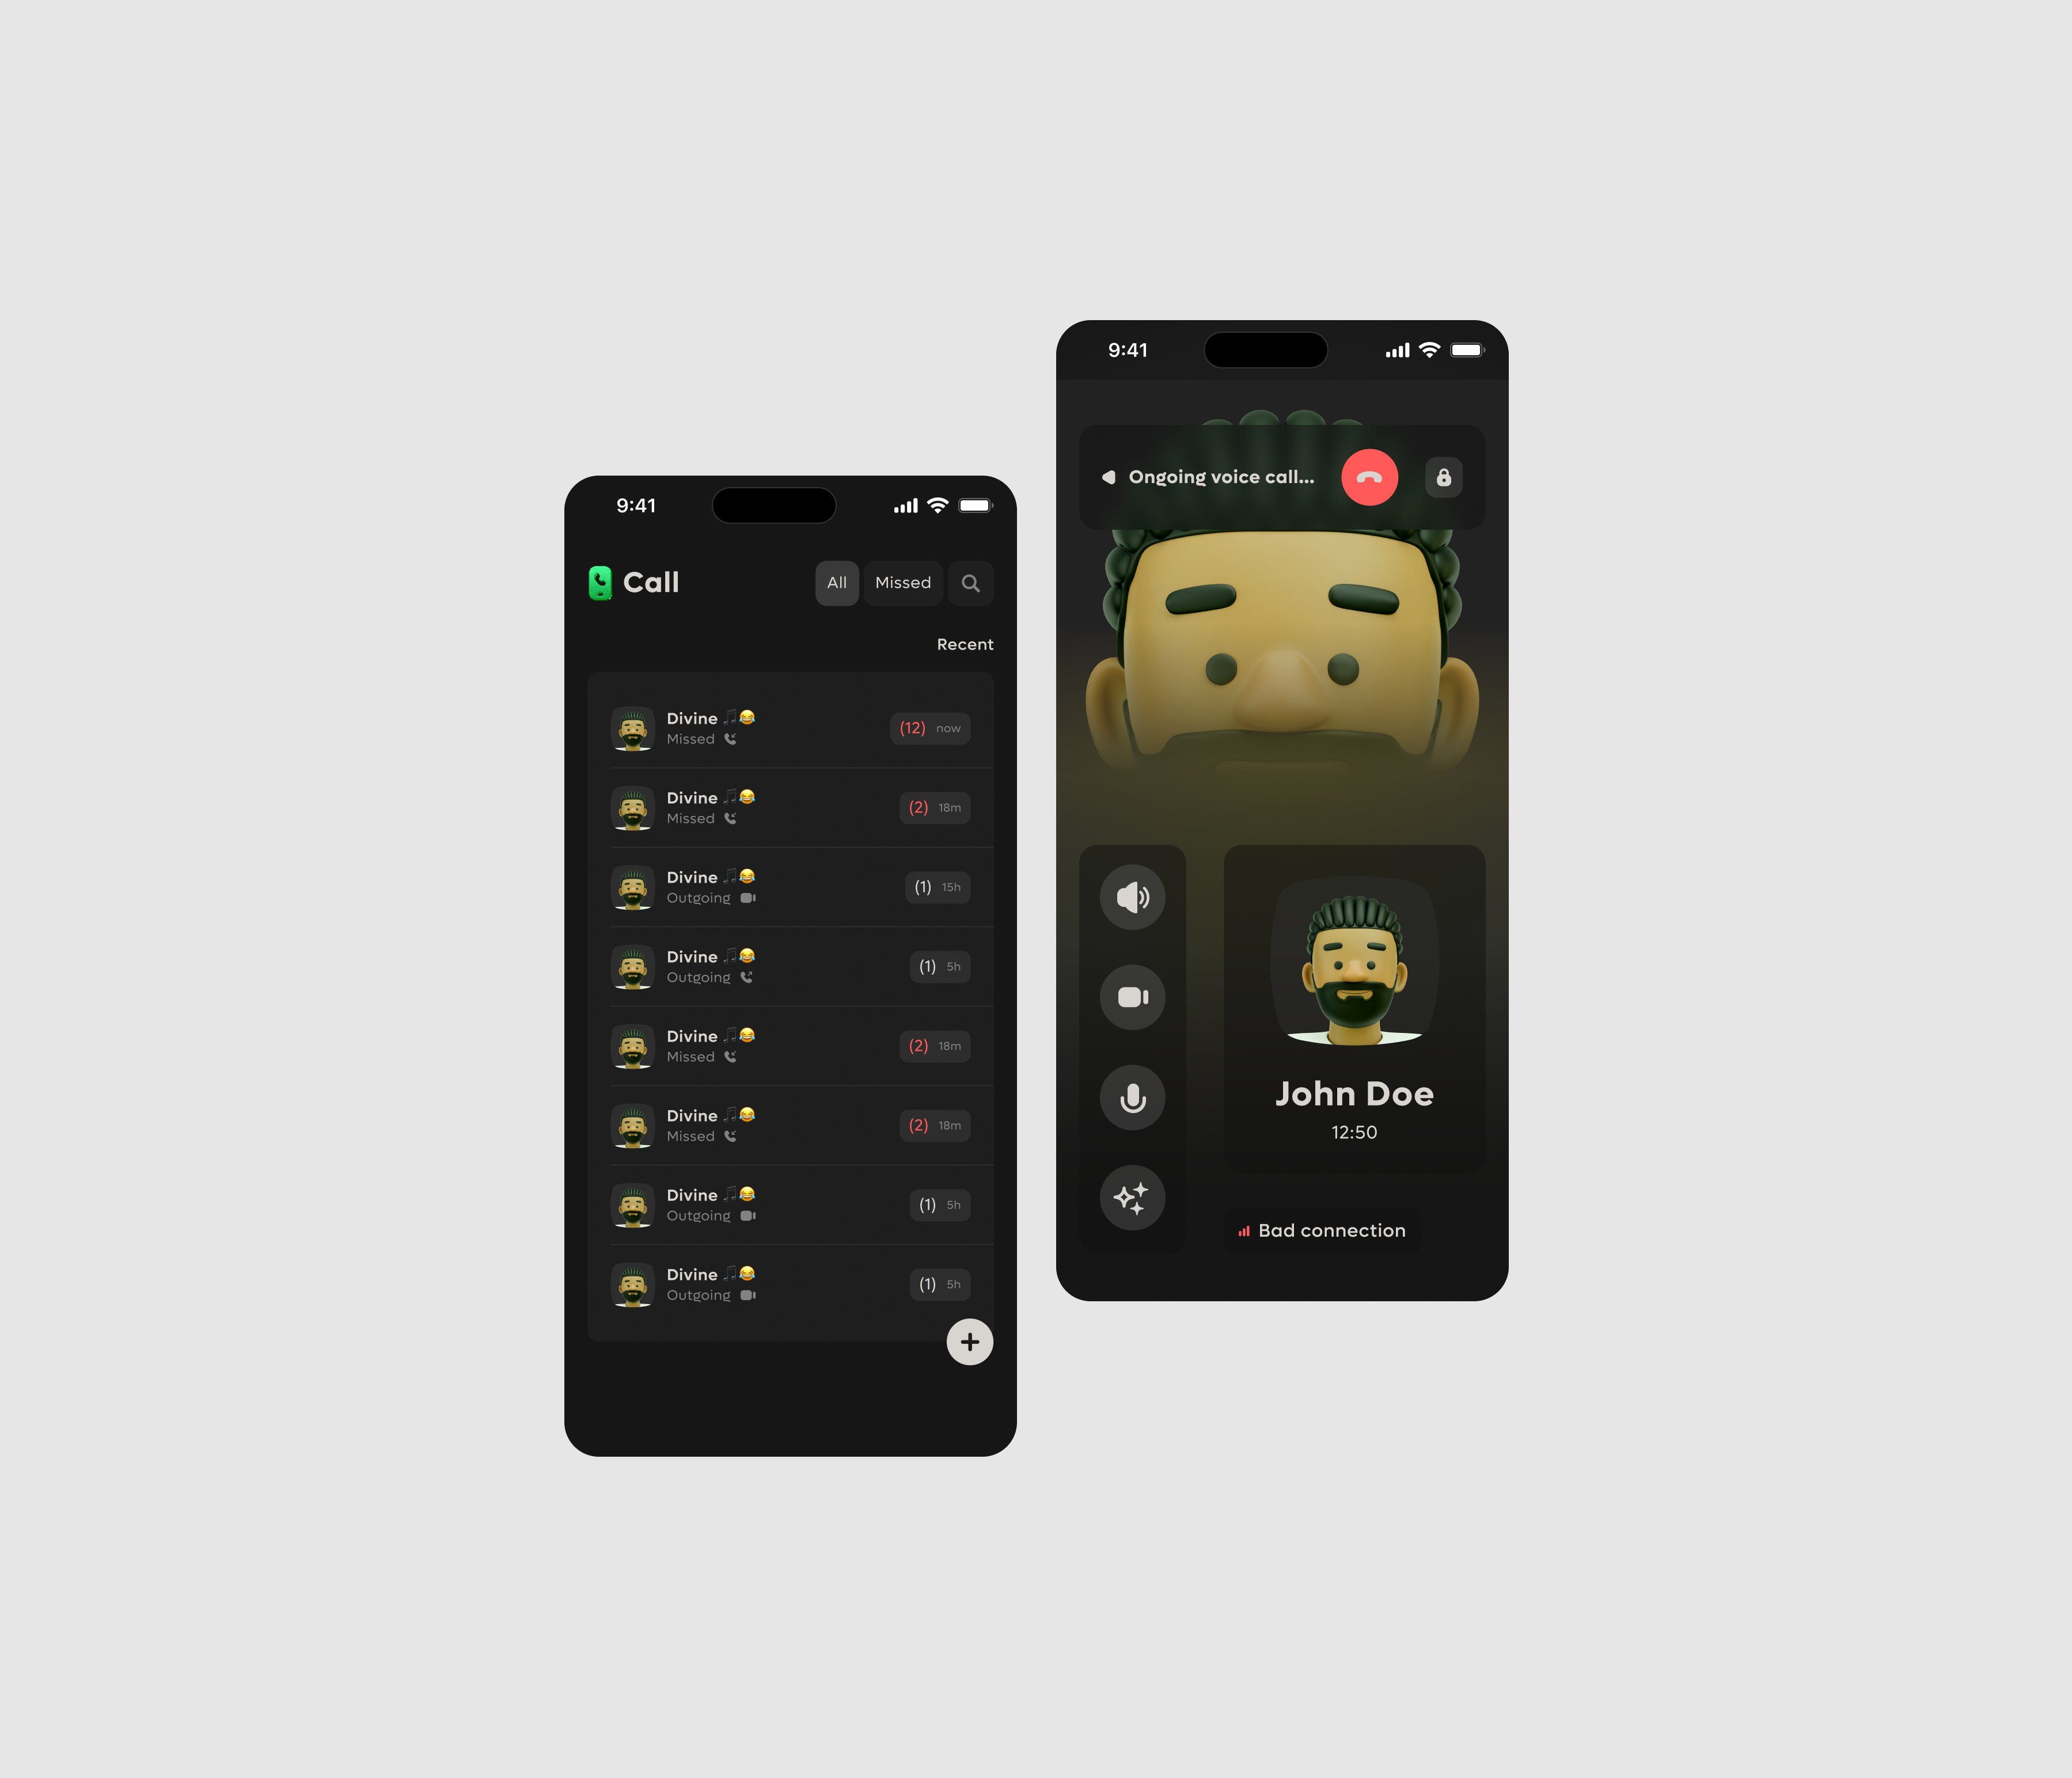 9:41
Call
All
Missed
Recent
Divine 🎵😂
Missed
(12) now
Divine 🎵😂
Missed
(2) 18m
Divine 🎵😂
Outgoing
(1) 15h
Divine 🎵😂
Outgoing
(1) 5h
Divine 🎵😂
Missed
(2) 18m
Divine 🎵😂
Missed
(2) 18m
Divine 🎵😂
Outgoing
(1) 5h
Divine 🎵😂
Outgoing
(1) 5h
9:41
Ongoing voice call...
John Doe
12:50
Bad connection